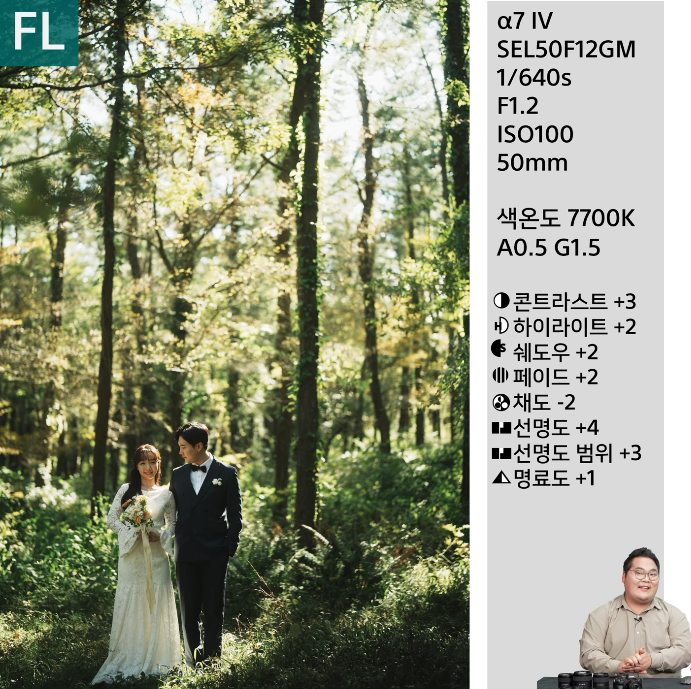 FL
α7 IV
SEL50F12GM
1/640s
F1.2
ISO100
50mm
색온도 7700K
A0.5 G1.5
콘트라스트 +3
하이라이트 +2
쉐도우 +2
페이드 +2
채도 -2
선명도 +4
선명도 범위 +3
명료도 +1